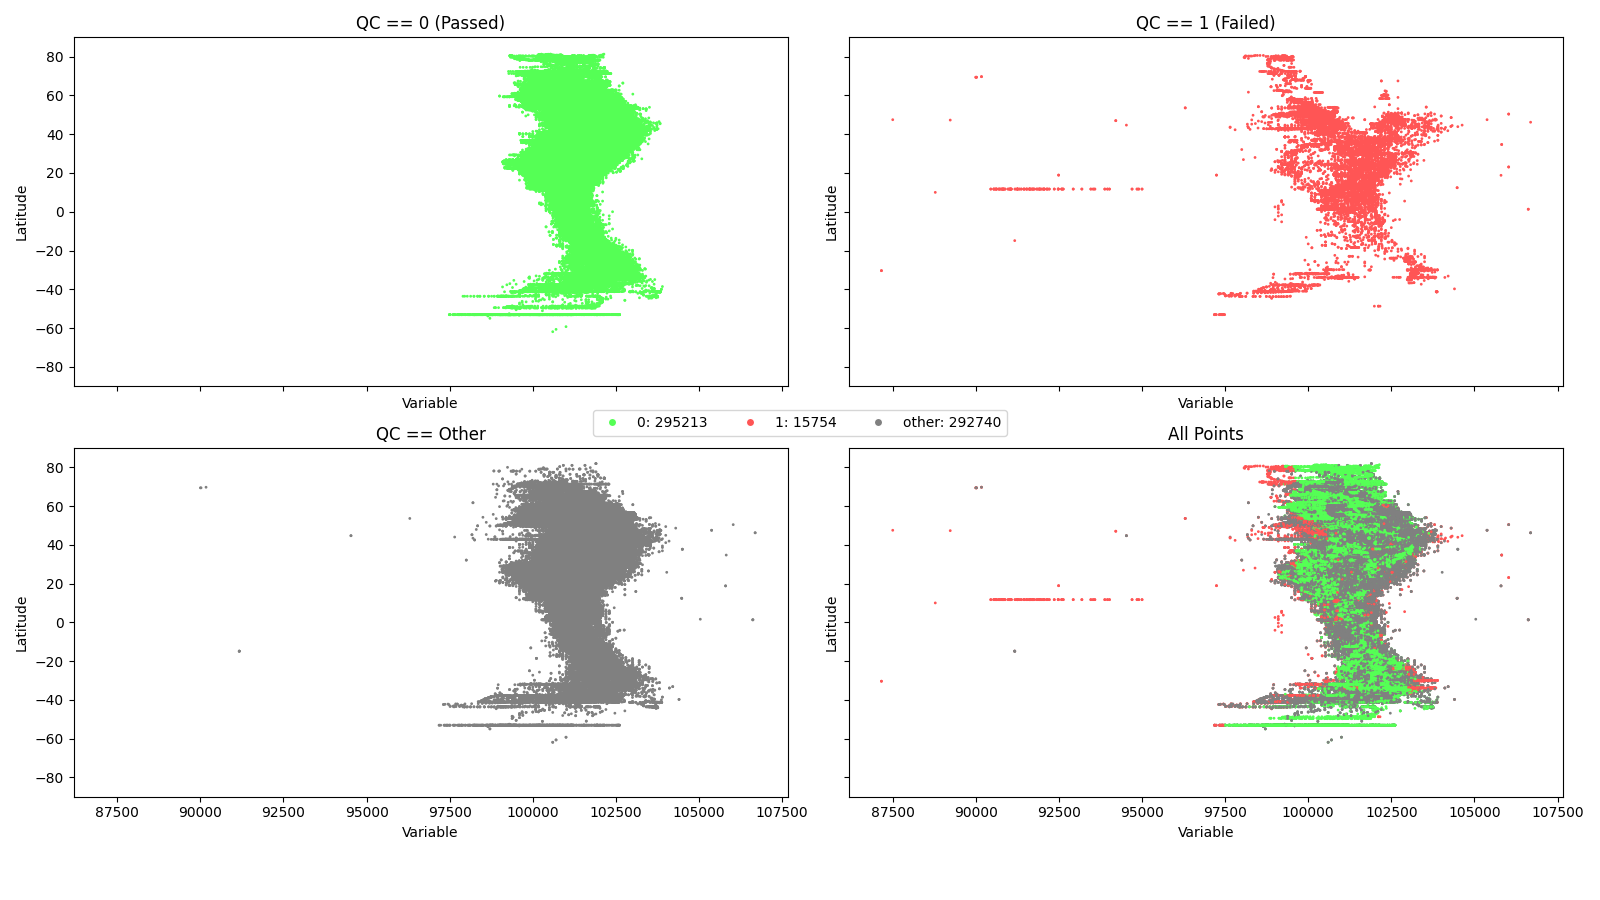 QC == 0 (Passed)
QC == 1 (Failed)
80
60
40
20
0
−20
−40
−60
−80
Latitude
Latitude
Variable
Variable
0: 295213 1: 15754 other: 292740
QC == Other
All Points
80
60
40
20
0
−20
−40
−60
−80
Latitude
Latitude
87500 90000 92500 95000 97500 100000 102500 105000 107500
87500 90000 92500 95000 97500 100000 102500 105000 107500
Variable
Variable